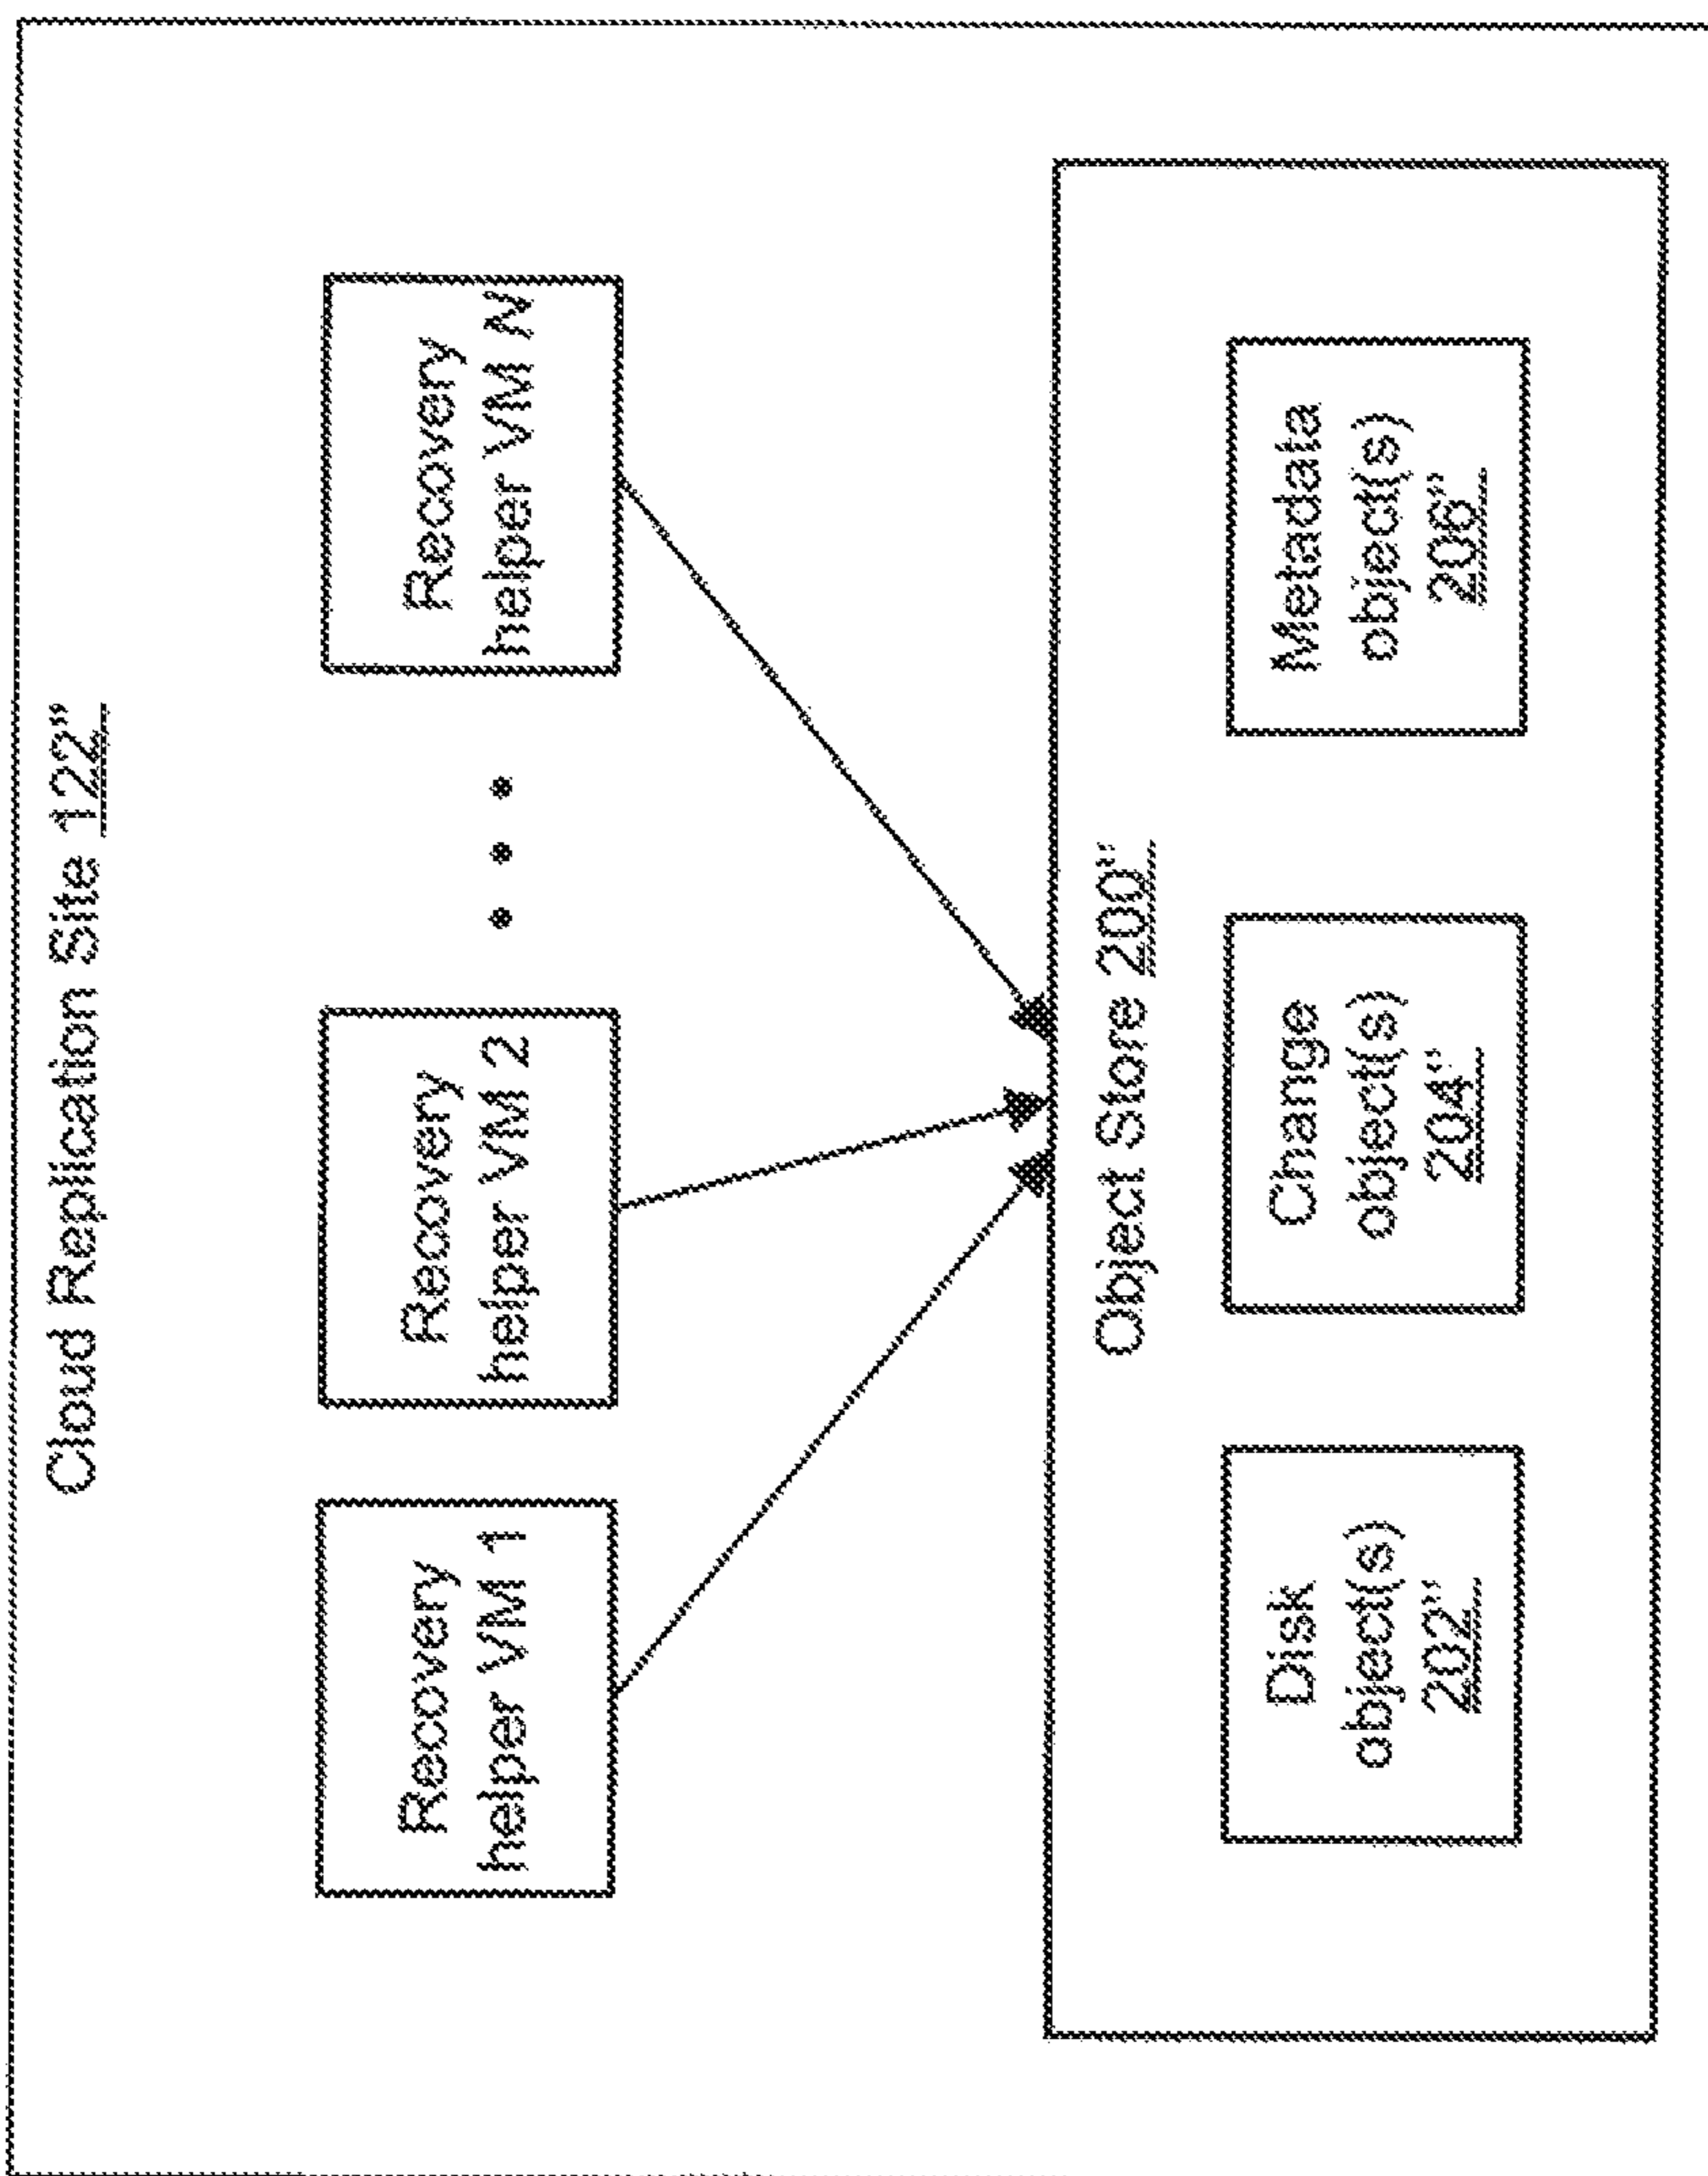 Cloud Replication Site 122"
Recovery
helper VM 1
Recovery
helper VM 2
Recovery
helper VM N
Object Store 200"
Disk
object(s)
202"
Change
object(s)
204"
Metadata
object(s)
206"